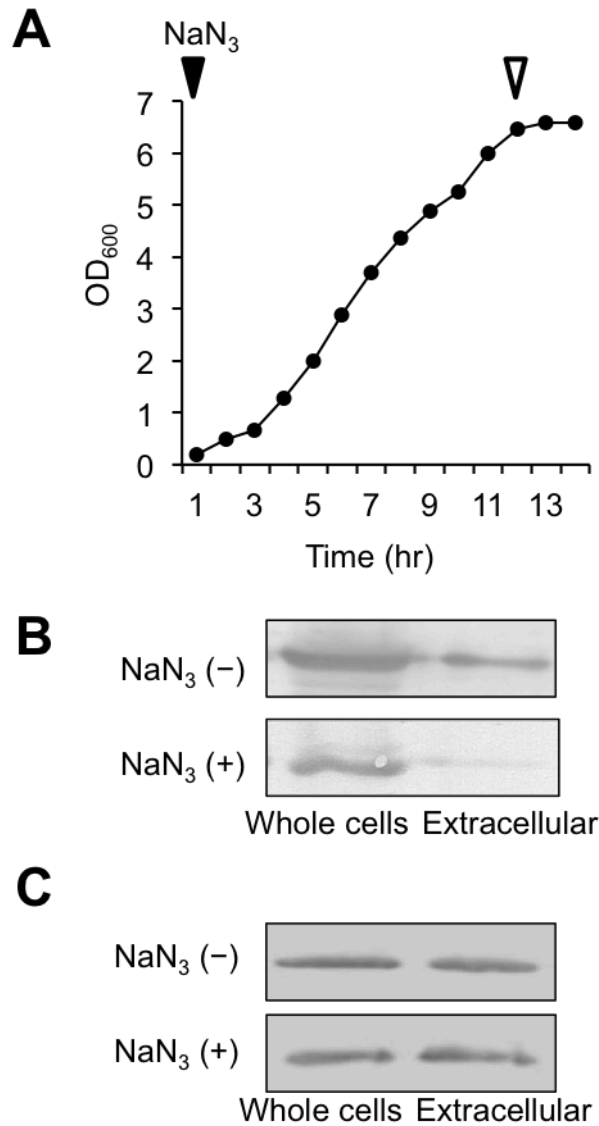 A
NaN₃
7
6
5
4
3
2
1
0
OD₆₀₀
1 3 5 7 9 11 13
Time (hr)
B
NaN₃ (−)
NaN₃ (+)
Whole cells Extracellular
C
NaN₃ (−)
NaN₃ (+)
Whole cells Extracellular